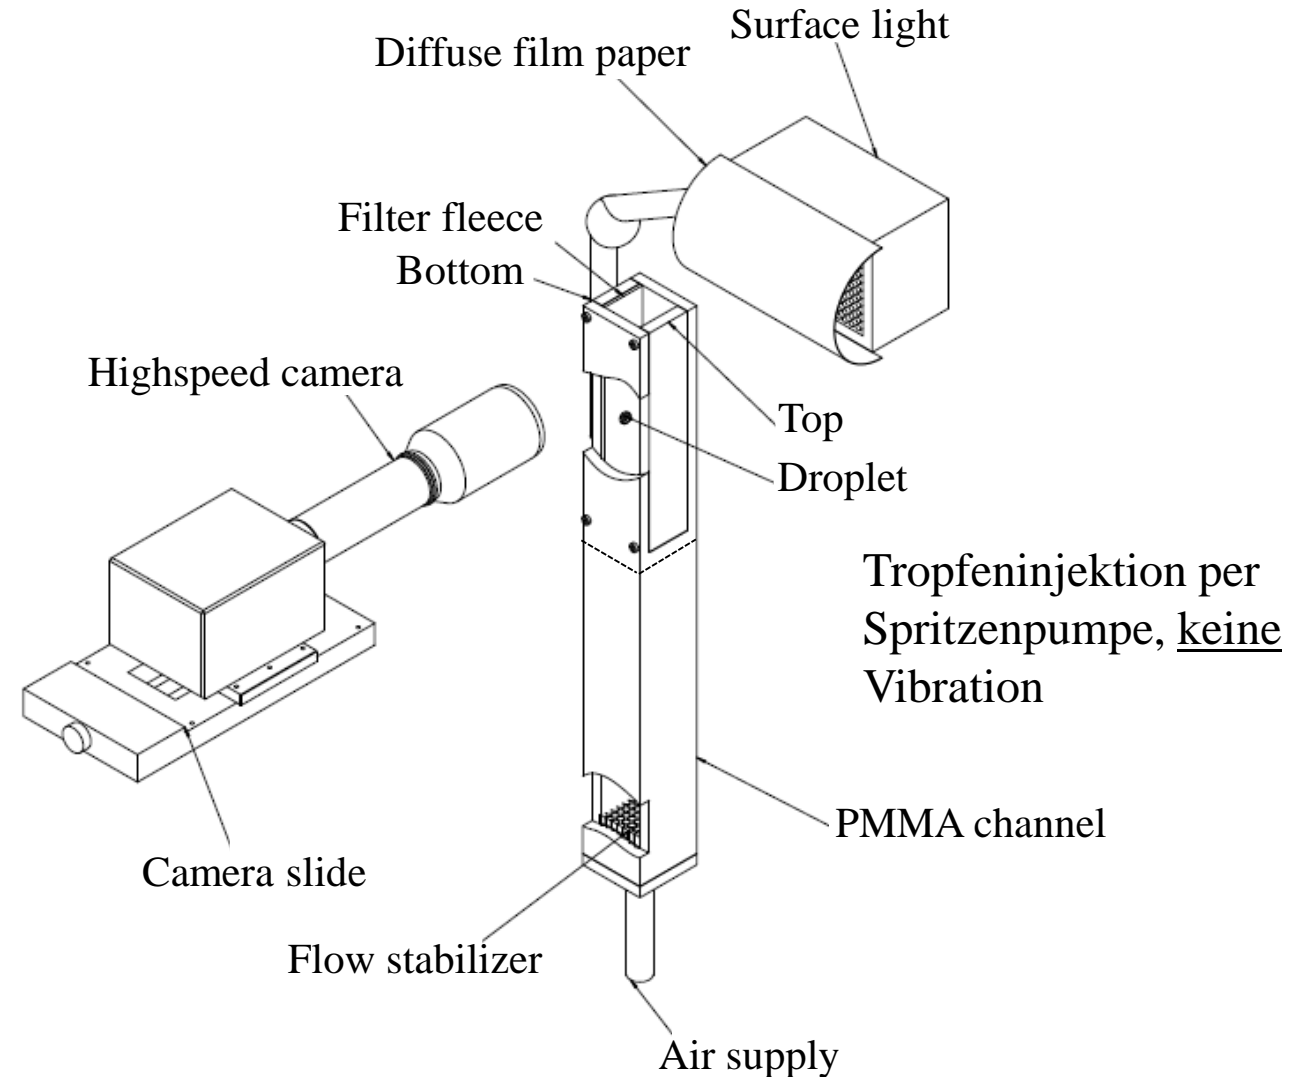 Surface light
Diffuse film paper
Filter fleece
Bottom
Highspeed camera
Top
Droplet
Tropfeninjektion per
Spritzenpumpe, keine
Vibration
PMMA channel
Camera slide
Flow stabilizer
Air supply